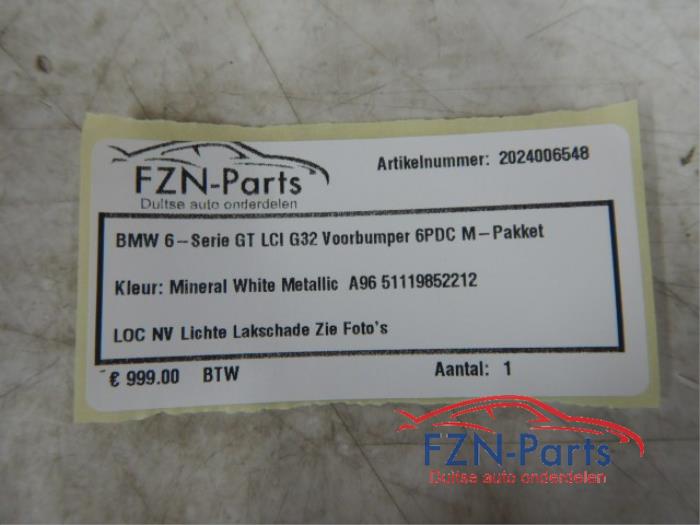 FZN-Parts
Duitse auto onderdelen
Artikelnummer: 2024006548
BMW 6-Serie GT LCI G32 Voorbumper 6PDC M-Pakket
Kleur: Mineral White Metallic A96 51119852212
LOC NV Lichte Lakschade Zie Foto's
€ 999.00 BTW
Aantal: 1
FZN-Parts
Duitse auto onderdelen